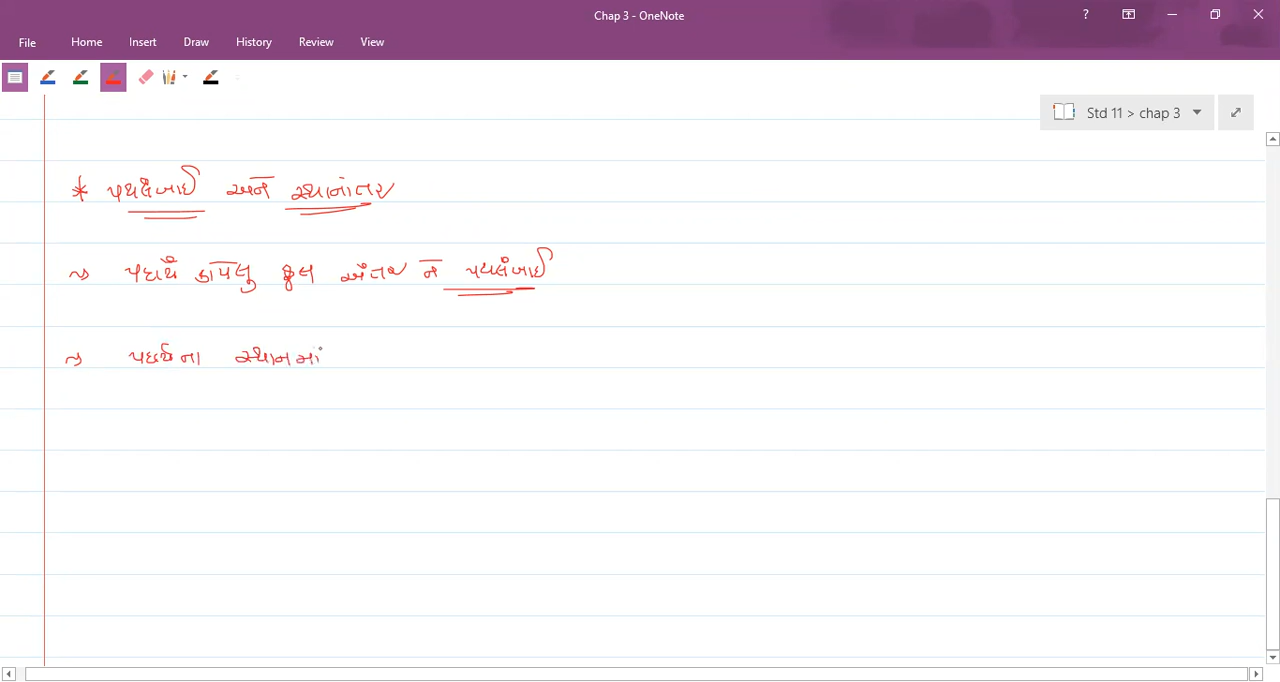 Chap 3 - OneNote
File Home Insert Draw History Review View
Std 11 > chap 3
* પથલંબાઈ અને સ્થાનાંતર
~> પદાર્થે કાપેલુ કુલ અંતર ને પથલંબાઈ
~> પદાર્થના સ્થાનમાં